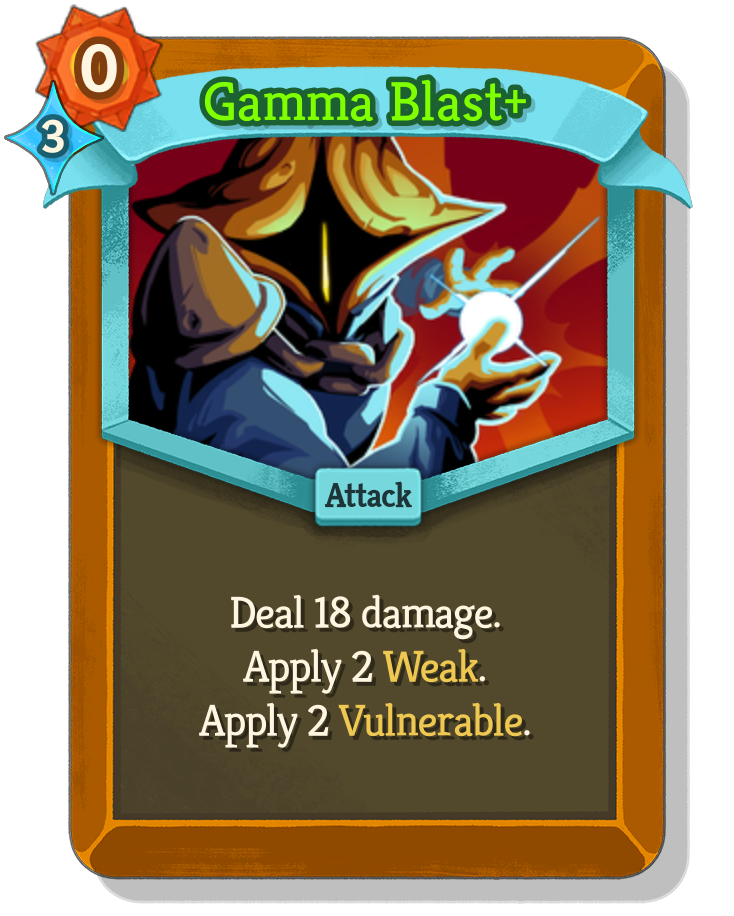 0
3
Gamma Blast+
Attack
Deal 18 damage.
Apply 2 Weak.
Apply 2 Vulnerable.